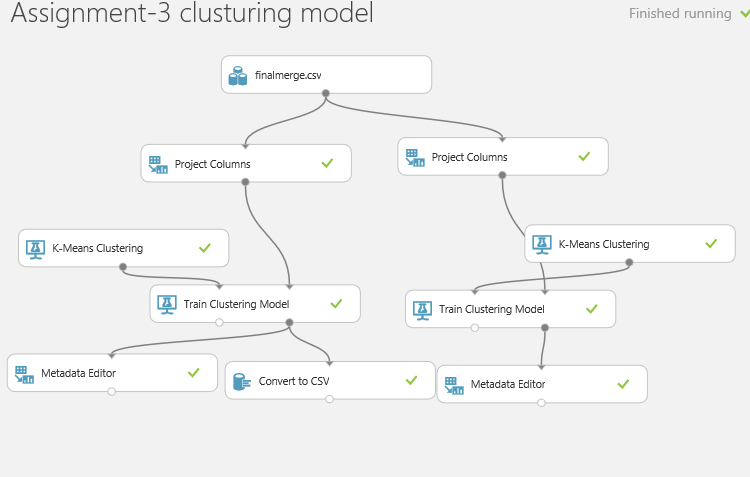 Assignment-3 clusturing model
Finished running
finalmerge.csv
Project Columns
Project Columns
K-Means Clustering
K-Means Clustering
Train Clustering Model
Train Clustering Model
Metadata Editor
Convert to CSV
Metadata Editor